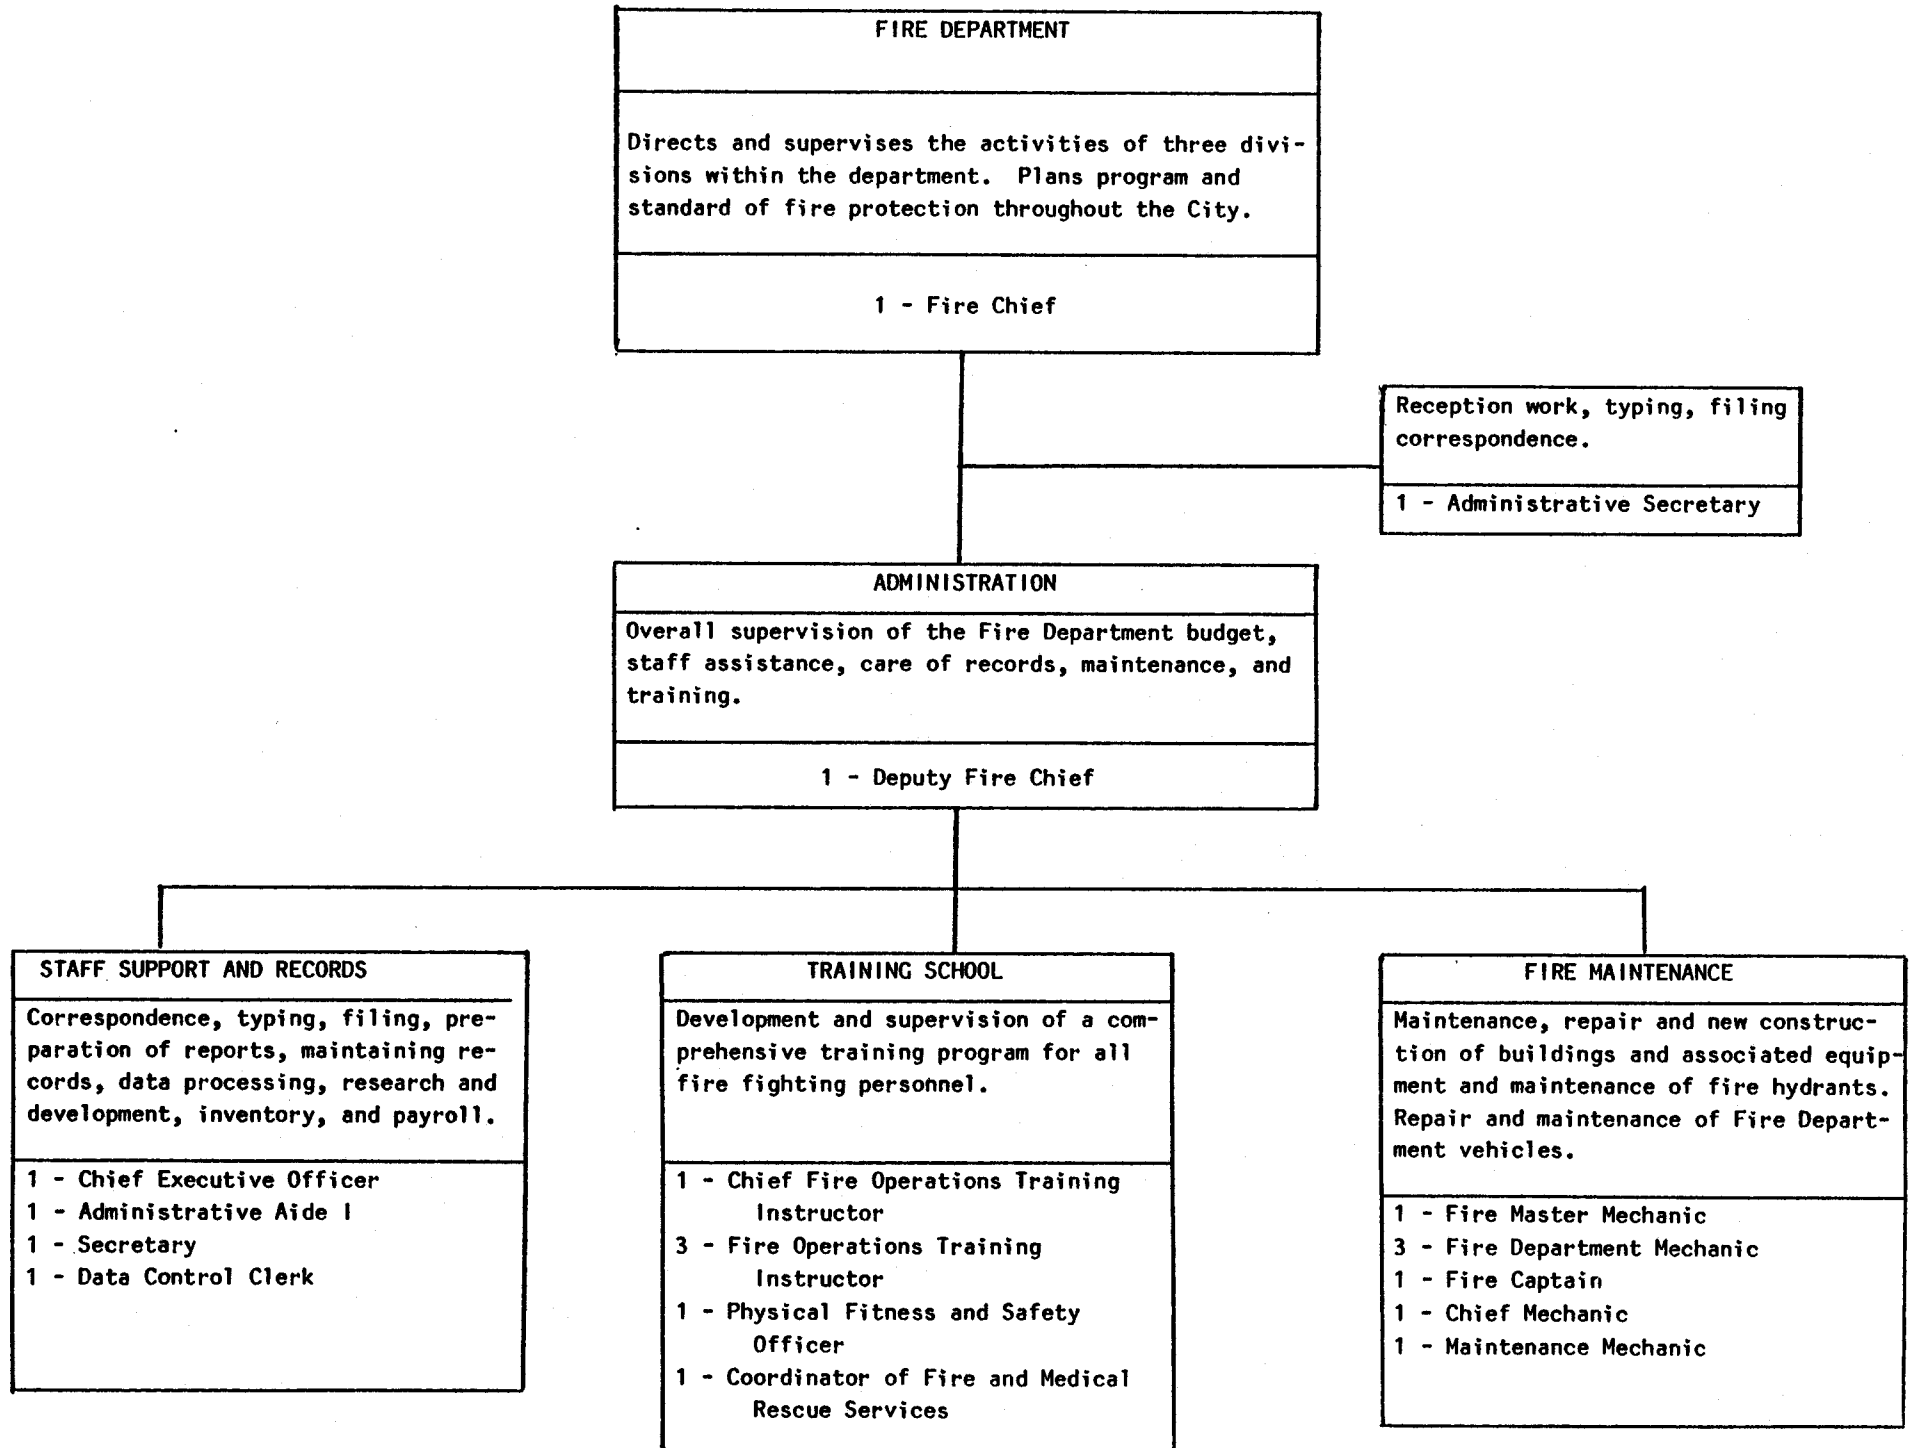 FIRE DEPARTMENT
Directs and supervises the activities of three divi-
sions within the department. Plans program and
standard of fire protection throughout the City.
1 - Fire Chief
Reception work, typing, filing
correspondence.
1 - Administrative Secretary
ADMINISTRATION
Overall supervision of the Fire Department budget,
staff assistance, care of records, maintenance, and
training.
1 - Deputy Fire Chief
STAFF SUPPORT AND RECORDS
Correspondence, typing, filing, pre-
paration of reports, maintaining re-
cords, data processing, research and
development, inventory, and payroll.
1 - Chief Executive Officer
1 - Administrative Aide I
1 - Secretary
1 - Data Control Clerk
TRAINING SCHOOL
Development and supervision of a com-
prehensive training program for all
fire fighting personnel.
1 - Chief Fire Operations Training
Instructor
3 - Fire Operations Training
Instructor
1 - Physical Fitness and Safety
Officer
1 - Coordinator of Fire and Medical
Rescue Services
FIRE MAINTENANCE
Maintenance, repair and new construc-
tion of buildings and associated equip-
ment and maintenance of fire hydrants.
Repair and maintenance of Fire Depart-
ment vehicles.
1 - Fire Master Mechanic
3 - Fire Department Mechanic
1 - Fire Captain
1 - Chief Mechanic
1 - Maintenance Mechanic